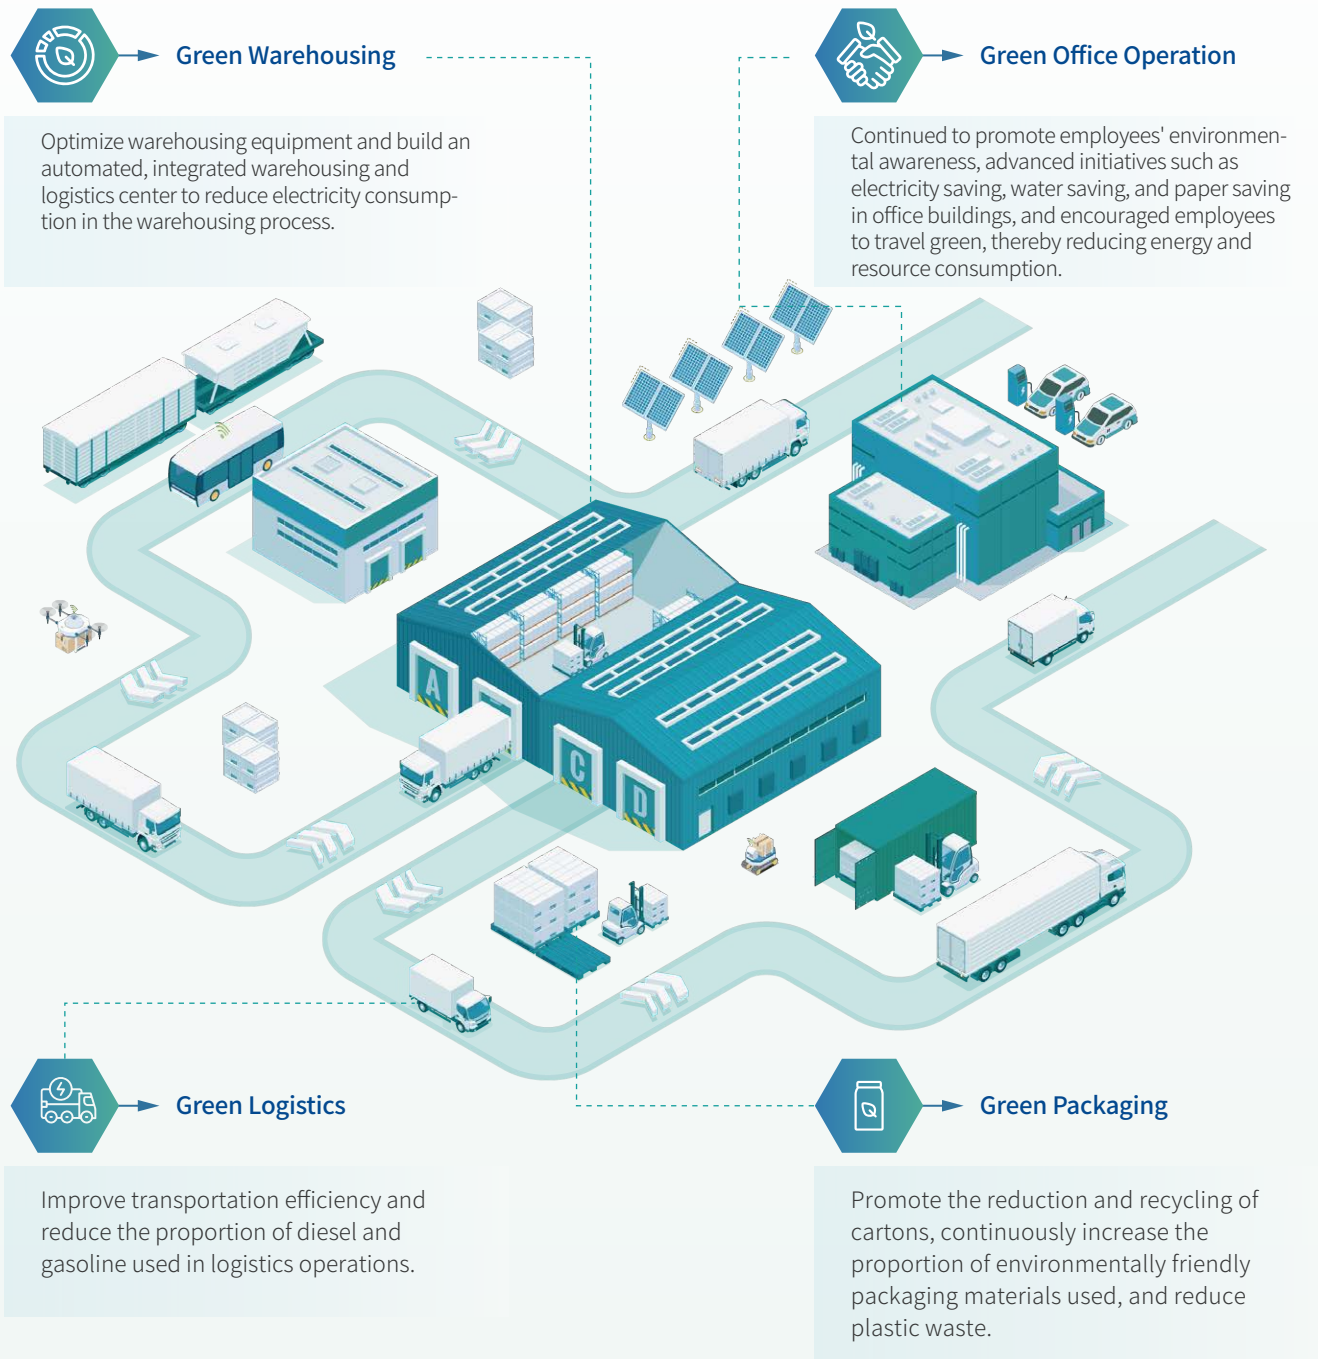 Green Warehousing
Optimize warehousing equipment and build an
automated, integrated warehousing and
logistics center to reduce electricity consump-
tion in the warehousing process.
Green Office Operation
Continued to promote employees' environmen-
tal awareness, advanced initiatives such as
electricity saving, water saving, and paper saving
in office buildings, and encouraged employees
to travel green, thereby reducing energy and
resource consumption.
A
C
D
Green Logistics
Improve transportation efficiency and
reduce the proportion of diesel and
gasoline used in logistics operations.
Green Packaging
Promote the reduction and recycling of
cartons, continuously increase the
proportion of environmentally friendly
packaging materials used, and reduce
plastic waste.